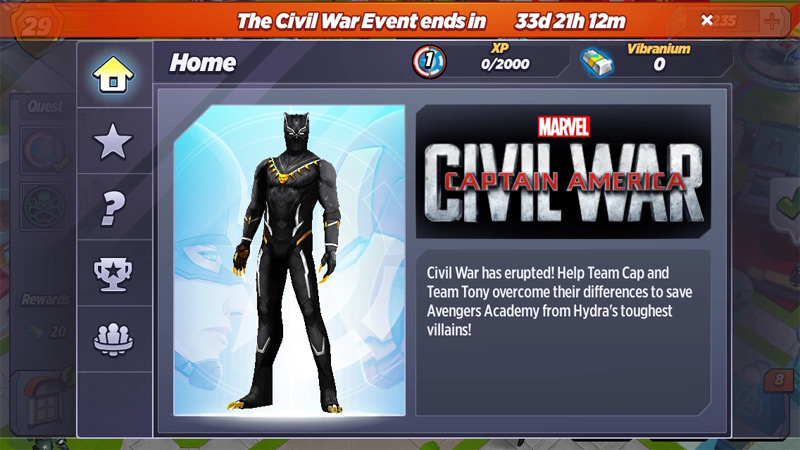 The Civil War Event ends in 33d 21h 12m
29
235
Home
1
XP
0/2000
Vibranium
0
Quest
MARVEL
CIVIL WAR
CAPTAIN AMERICA
Civil War has erupted! Help Team Cap and
Team Tony overcome their differences to save
Avengers Academy from Hydra's toughest
villains!
Rewards
20
8